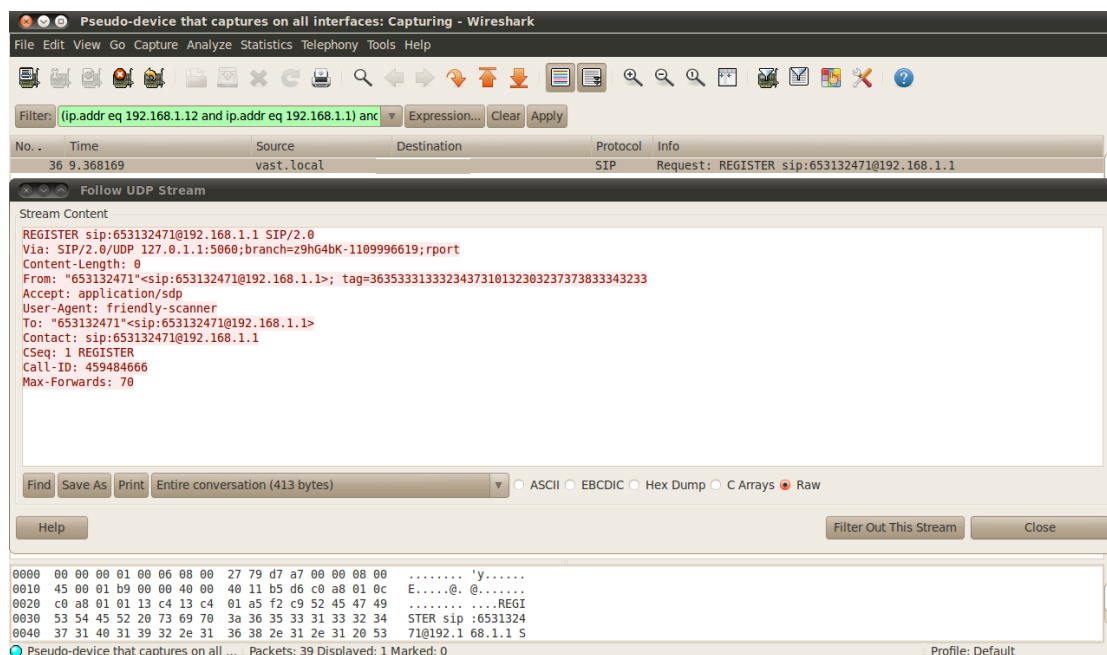 Pseudo-device that captures on all interfaces: Capturing - Wireshark
File Edit View Go Capture Analyze Statistics Telephony Tools Help
Filter: (ip.addr eq 192.168.1.12 and ip.addr eq 192.168.1.1) and Expression... Clear Apply
No. . Time Source Destination Protocol Info
36 9.368169 vast.local SIP Request: REGISTER sip:653132471@192.168.1.1
Follow UDP Stream
Stream Content
REGISTER sip:653132471@192.168.1.1 SIP/2.0
Via: SIP/2.0/UDP 127.0.1.1:5060;branch=z9hG4bK-1109996619;rport
Content-Length: 0
From: "653132471"<sip:653132471@192.168.1.1>; tag=363533313332343731013230323737383334323​3
Accept: application/sdp
User-Agent: friendly-scanner
To: "653132471"<sip:653132471@192.168.1.1>
Contact: sip:653132471@192.168.1.1
CSeq: 1 REGISTER
Call-ID: 459484666
Max-Forwards: 70
Find Save As Print Entire conversation (413 bytes) ASCII EBCDIC Hex Dump C Arrays Raw
Help Filter Out This Stream Close
0000 00 00 00 01 00 06 08 00 27 79 d7 a7 00 00 08 00 ........ 'y......
0010 45 00 01 b9 00 00 40 00 40 11 b5 d6 c0 a8 01 0c E.....@. @.......
0020 c0 a8 01 01 13 c4 13 c4 01 a5 f2 c9 52 45 47 49 ........ ....REGI
0030 53 54 45 52 20 73 69 70 3a 36 35 33 31 33 32 34 STER sip :6531324
0040 37 31 40 31 39 32 2e 31 36 38 2e 31 2e 31 20 53 71@192.1 68.1.1 S
Pseudo-device that captures on all ... Packets: 39 Displayed: 1 Marked: 0 Profile: Default